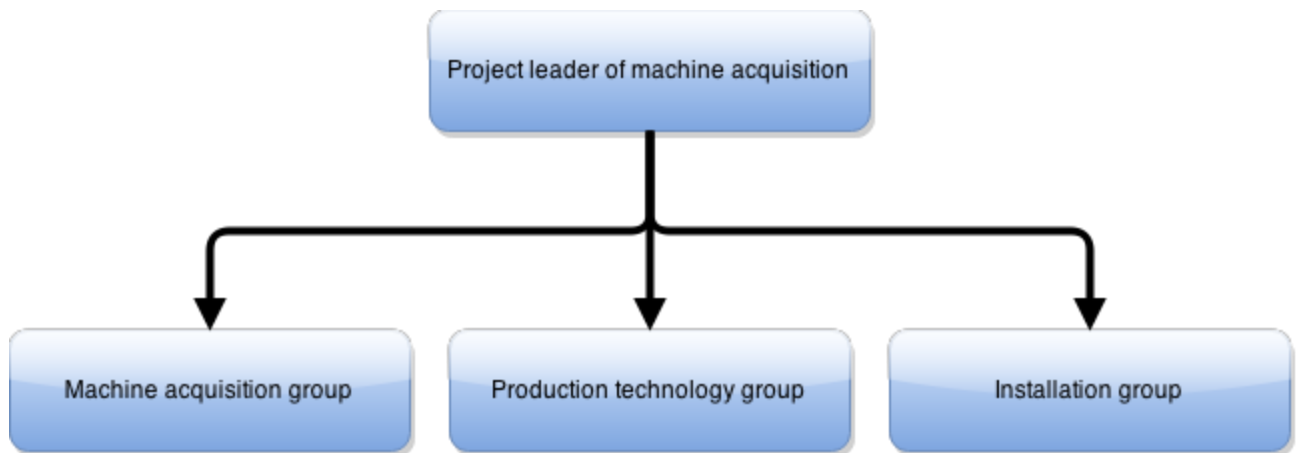 Project leader of machine acquisition
Machine acquisition group
Production technology group
Installation group